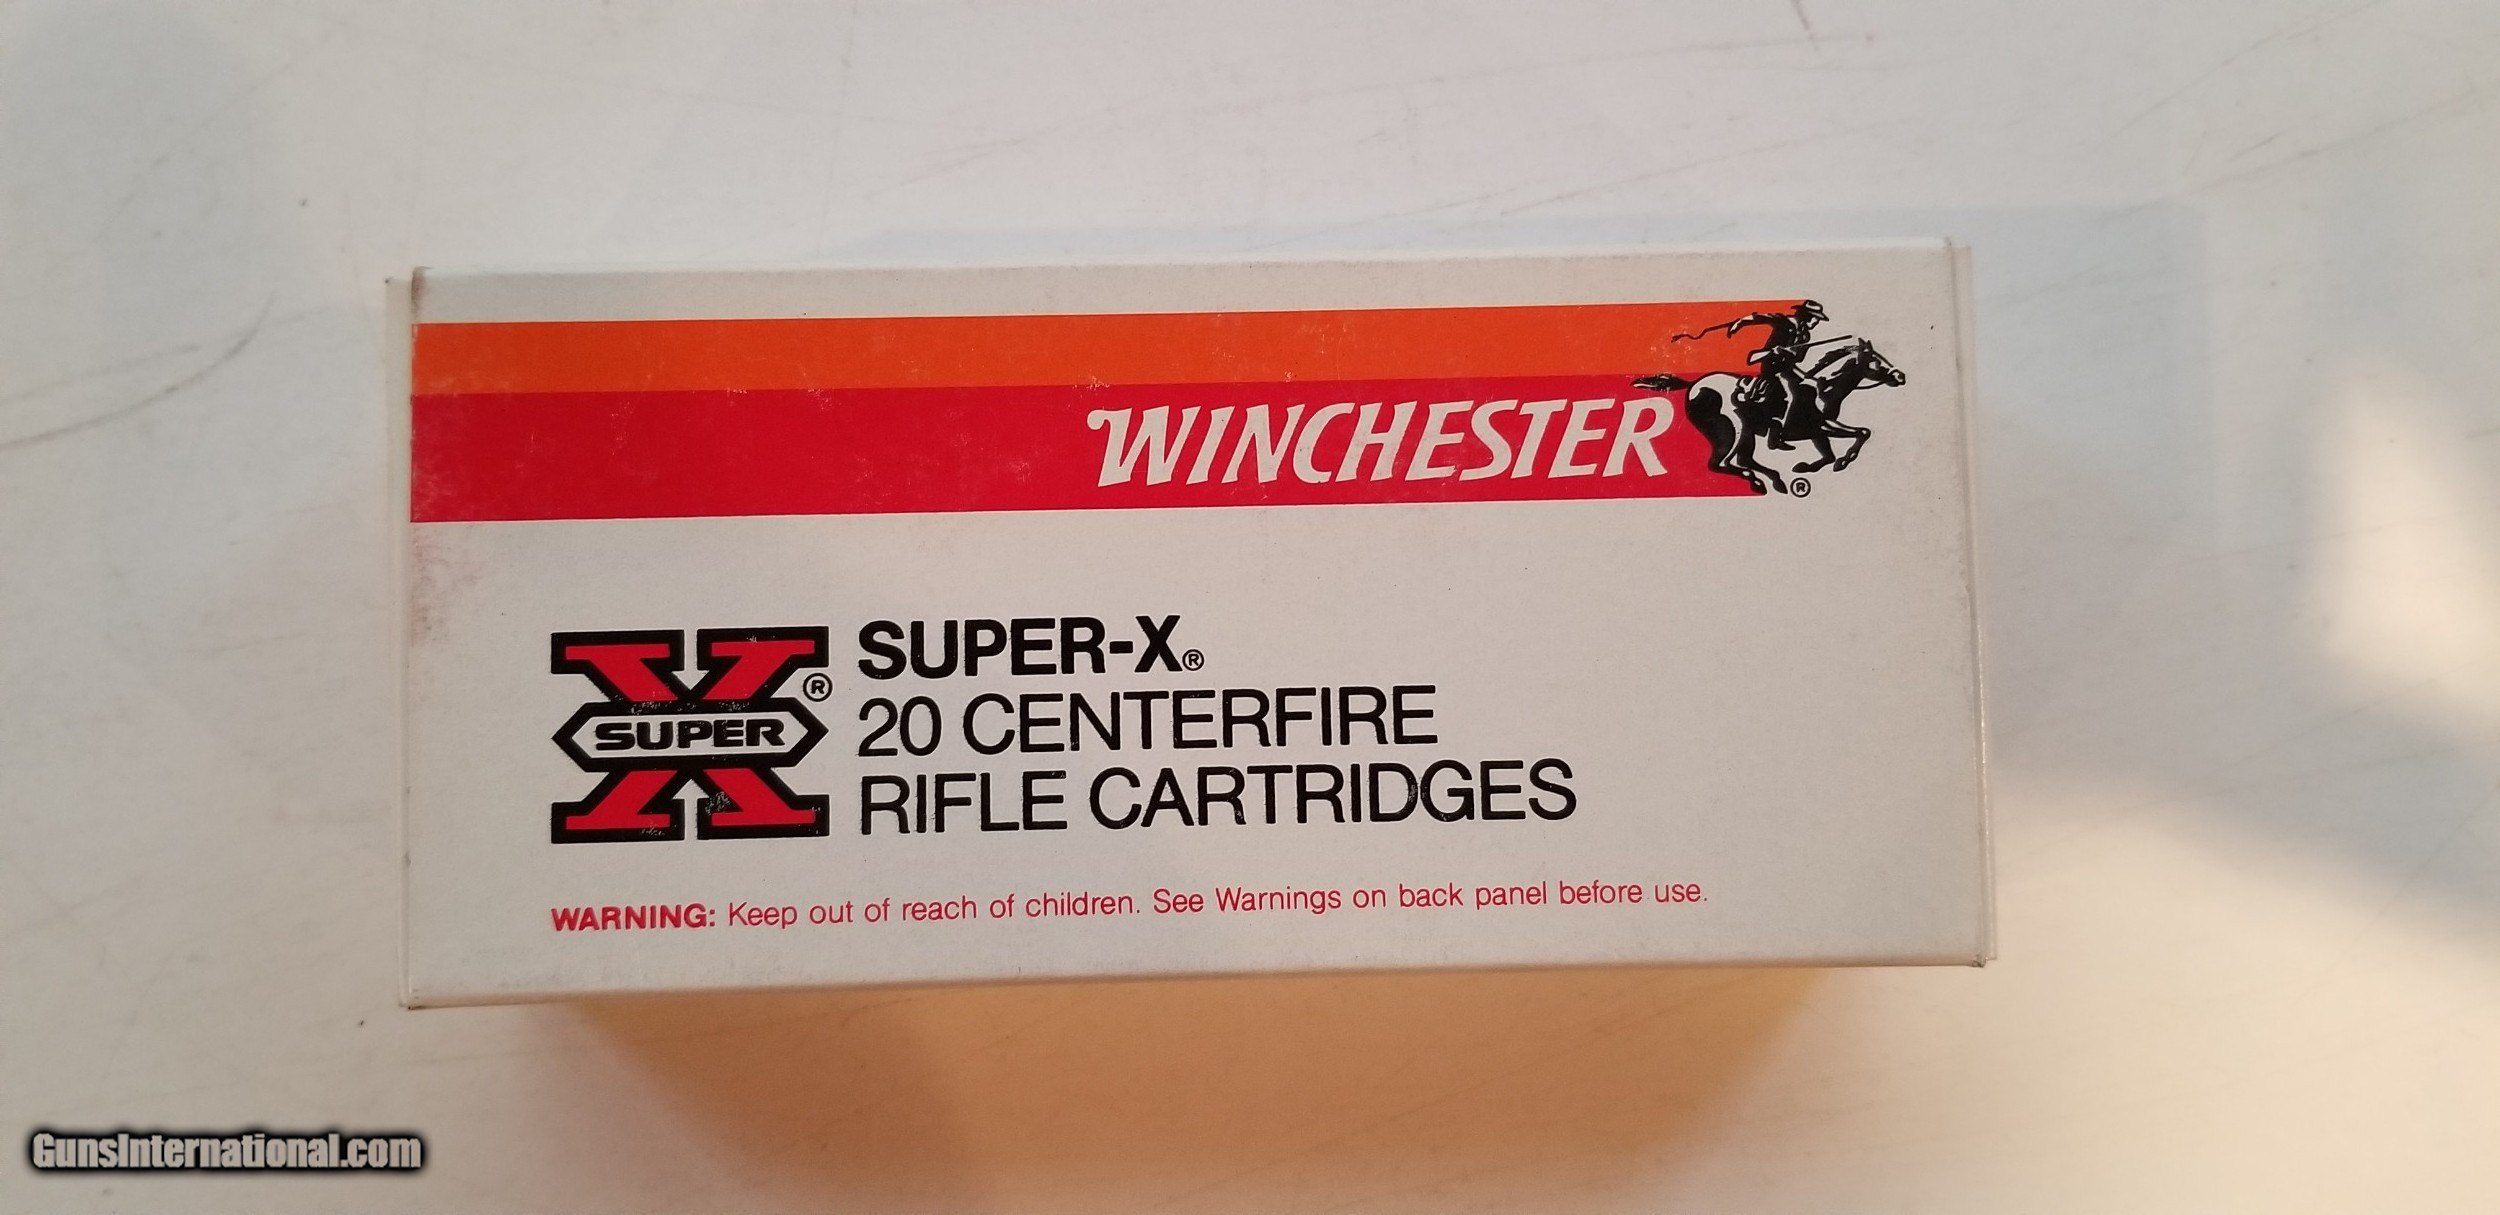 WINCHESTER
®
SUPER
®
SUPER-X®
20 CENTERFIRE
RIFLE CARTRIDGES
WARNING: Keep out of reach of children. See Warnings on back panel before use.
GunsInternational.com